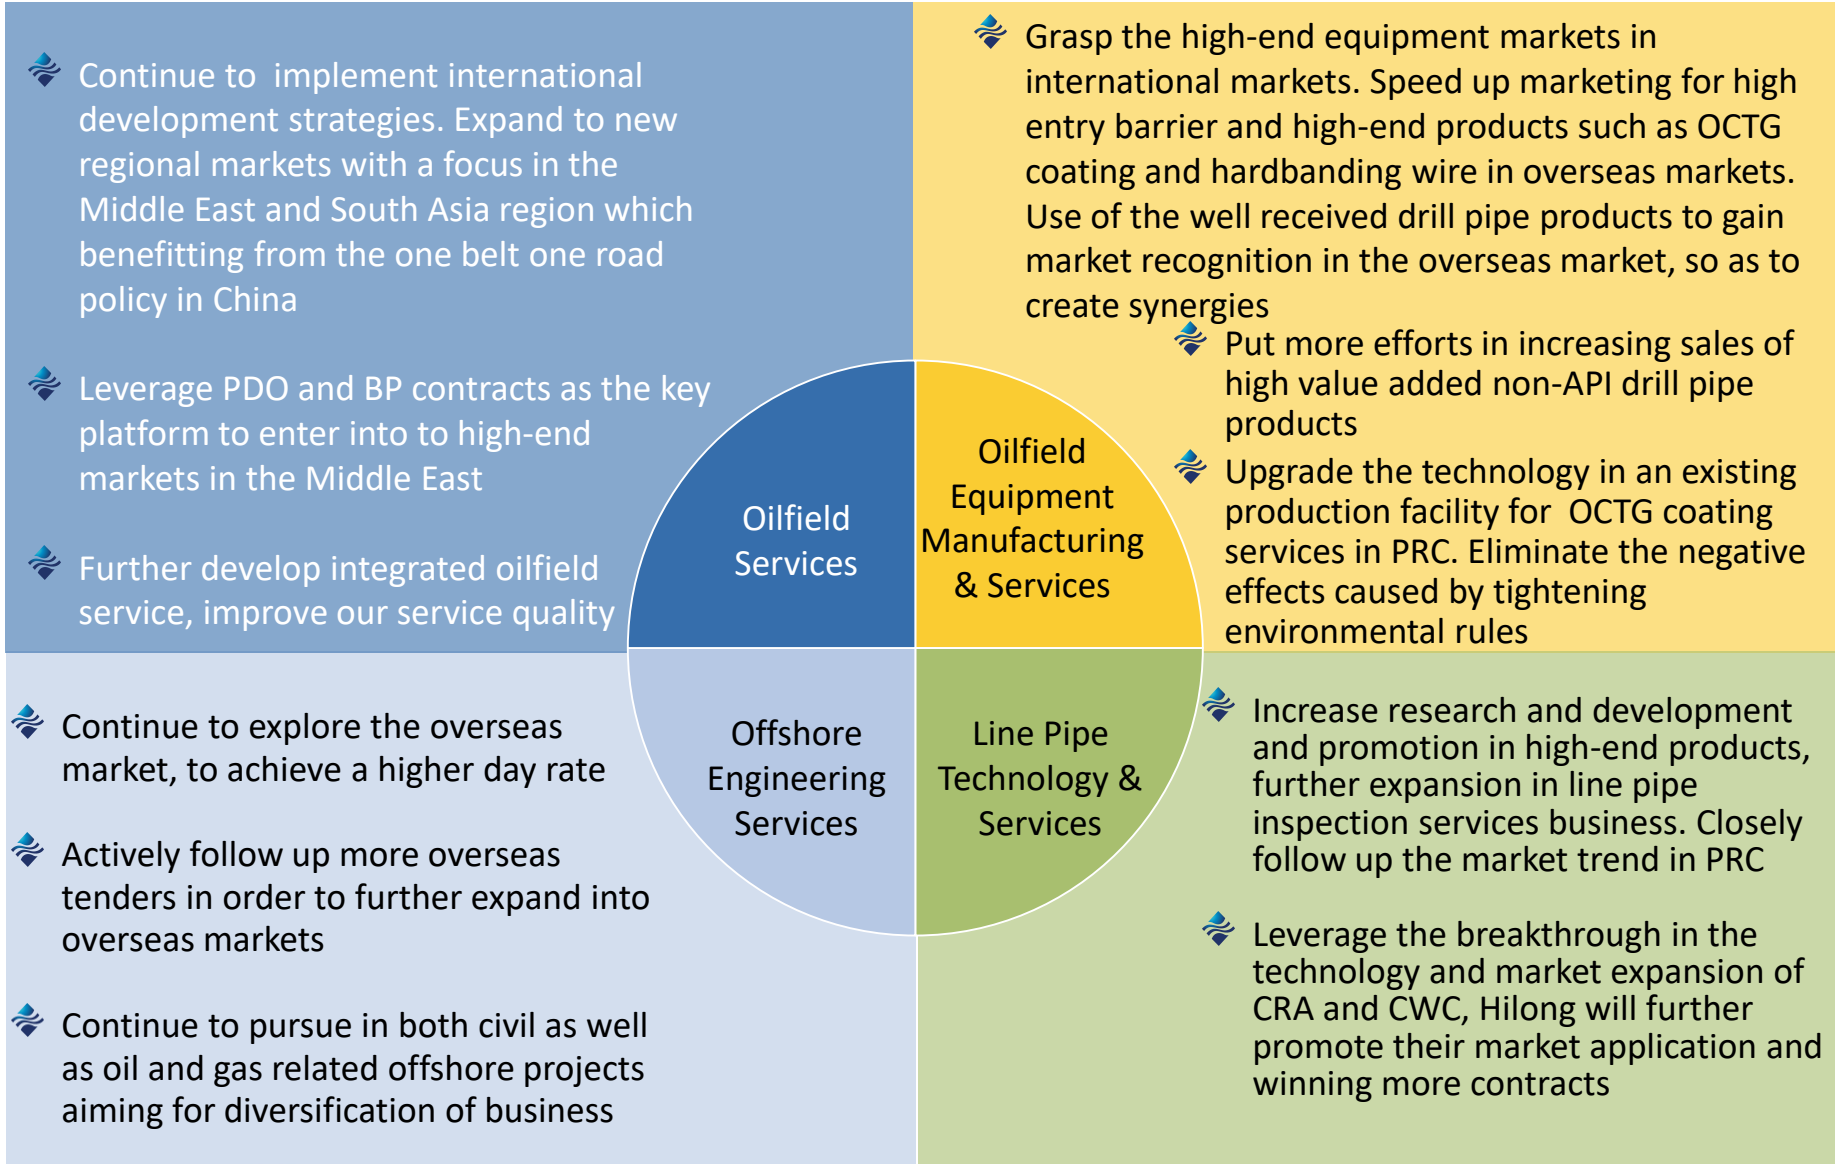 Continue to  implement international
development strategies. Expand to new
regional markets with a focus in the
Middle East and South Asia region which
benefitting from the one belt one road
policy in China
Leverage PDO and BP contracts as the key
platform to enter into to high-end
markets in the Middle East
Further develop integrated oilfield
service, improve our service quality
Grasp the high-end equipment markets in
international markets. Speed up marketing for high
entry barrier and high-end products such as OCTG
coating and hardbanding wire in overseas markets.
Use of the well received drill pipe products to gain
market recognition in the overseas market, so as to
create synergies
Put more efforts in increasing sales of
high value added non-API drill pipe
products
Upgrade the technology in an existing
production facility for  OCTG coating
services in PRC. Eliminate the negative
effects caused by tightening
environmental rules
Oilfield
Services
Oilfield
Equipment
Manufacturing
& Services
Offshore
Engineering
Services
Line Pipe
Technology &
Services
Continue to explore the overseas
market, to achieve a higher day rate
Actively follow up more overseas
tenders in order to further expand into
overseas markets
Continue to pursue in both civil as well
as oil and gas related offshore projects
aiming for diversification of business
Increase research and development
and promotion in high-end products,
further expansion in line pipe
inspection services business. Closely
follow up the market trend in PRC
Leverage the breakthrough in the
technology and market expansion of
CRA and CWC, Hilong will further
promote their market application and
winning more contracts